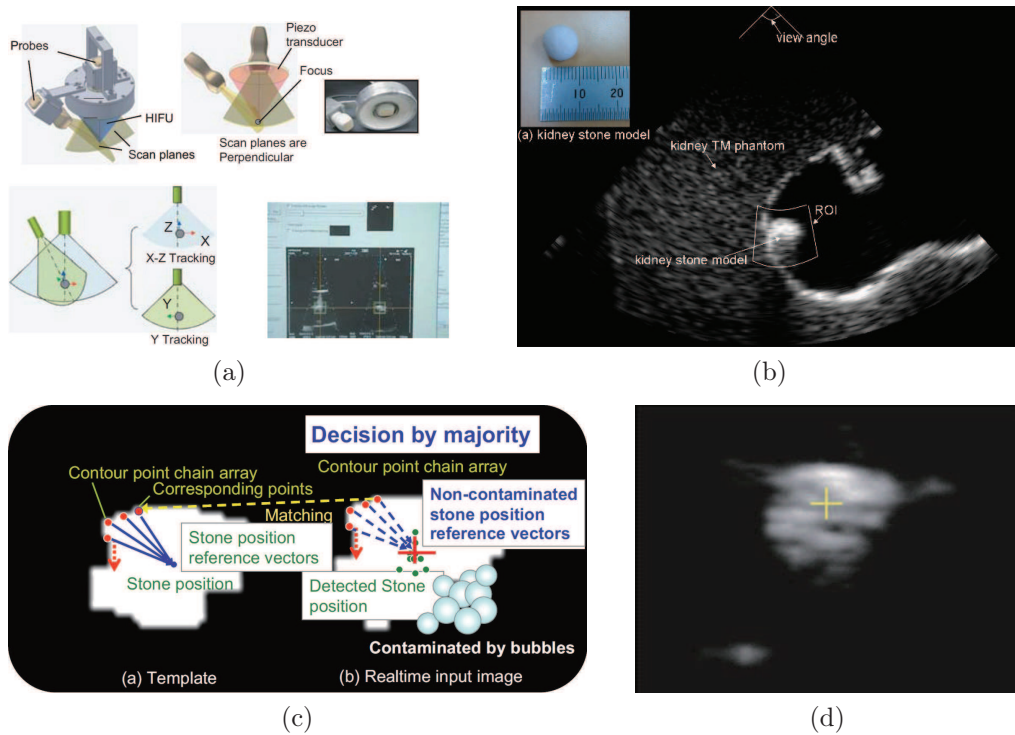 Probes
HIFU
Scan planes
Piezo
transducer
Focus
Scan planes are
Perpendicular
Z
X
X-Z Tracking
Y
Y Tracking
(a)
view angle
10 20
(a) kidney stone model
kidney TM phantom
ROI
kidney stone model
(b)
Decision by majority
Contour point chain array
Contour point chain array
Corresponding points
Matching
Non-contaminated
stone position
reference vectors
Stone position
reference vectors
Stone position
Detected Stone
position
Contaminated by bubbles
(a) Template
(b) Realtime input image
(c)
(d)